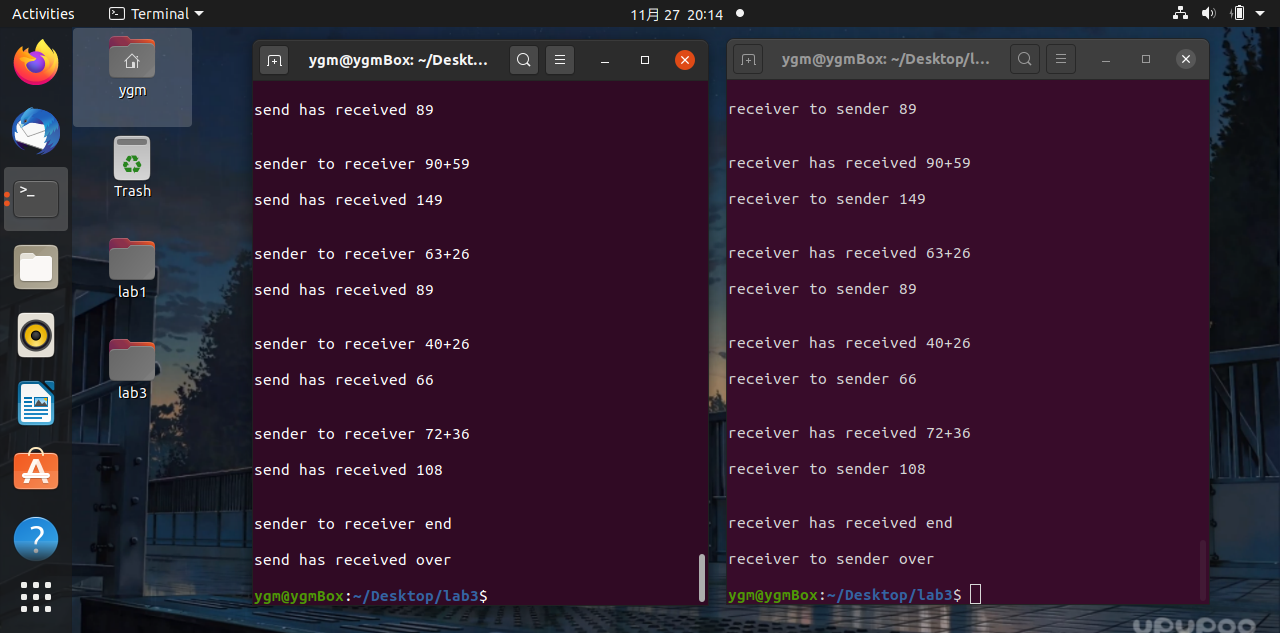 Activities
Terminal
11月 27 20:14
ygm
Trash
lab1
lab3
ygm@ygmBox: ~/Deskt...
send has received 89
sender to receiver 90+59
send has received 149
sender to receiver 63+26
send has received 89
sender to receiver 40+26
send has received 66
sender to receiver 72+36
send has received 108
sender to receiver end
send has received over
ygm@ygmBox:~/Desktop/lab3$
ygm@ygmBox: ~/Desktop/l...
receiver to sender 89
receiver has received 90+59
receiver to sender 149
receiver has received 63+26
receiver to sender 89
receiver has received 40+26
receiver to sender 66
receiver has received 72+36
receiver to sender 108
receiver has received end
receiver to sender over
ygm@ygmBox:~/Desktop/lab3$
upupoo